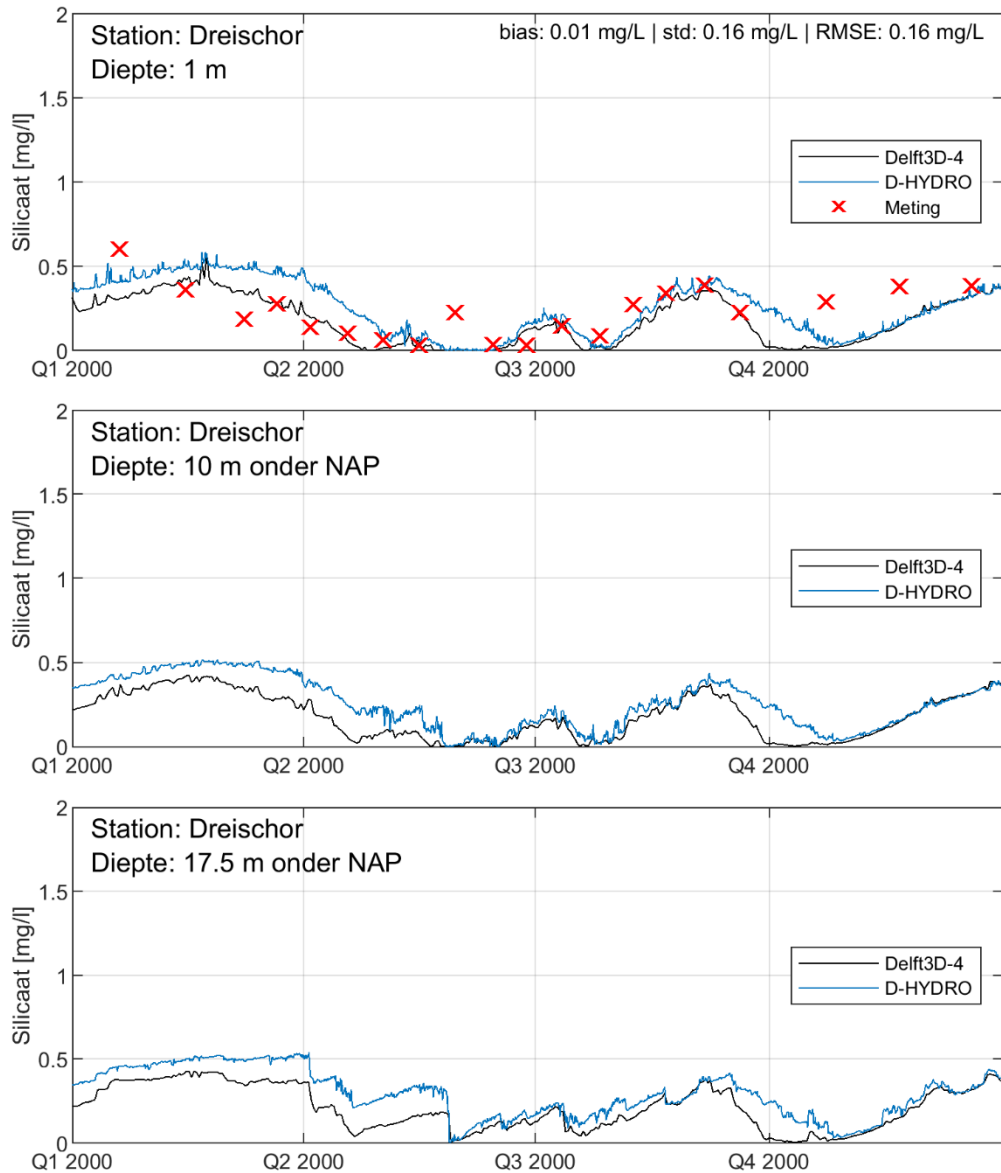 Station: Dreischor
Diepte: 1 m
bias: 0.01 mg/L | std: 0.16 mg/L | RMSE: 0.16 mg/L
Silicaat [mg/l]
2
1.5
1
0.5
0
Delft3D-4
D-HYDRO
Meting
Q1 2000
Q2 2000
Q3 2000
Q4 2000
Station: Dreischor
Diepte: 10 m onder NAP
Silicaat [mg/l]
2
1.5
1
0.5
0
Delft3D-4
D-HYDRO
Q1 2000
Q2 2000
Q3 2000
Q4 2000
Station: Dreischor
Diepte: 17.5 m onder NAP
Silicaat [mg/l]
2
1.5
1
0.5
0
Delft3D-4
D-HYDRO
Q1 2000
Q2 2000
Q3 2000
Q4 2000